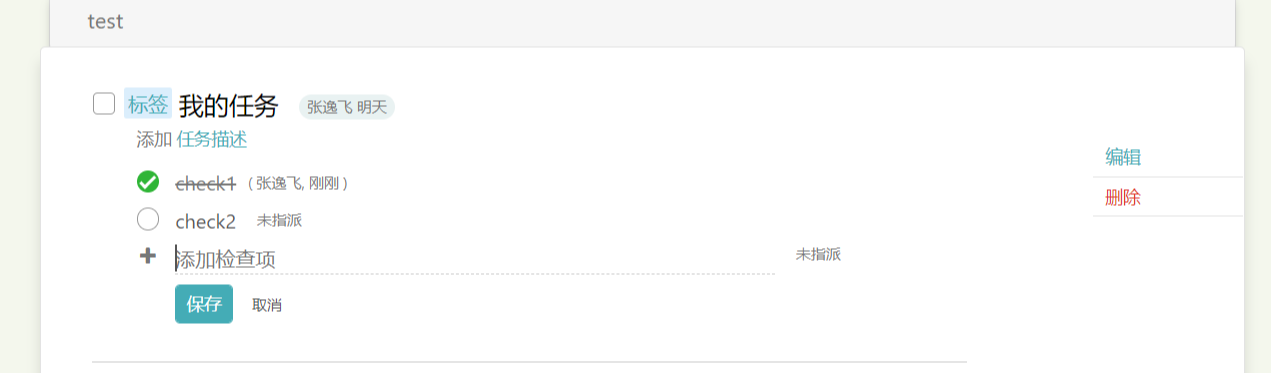 test
标签 我的任务 张逸飞 明天
添加 任务描述
编辑
check1 ( 张逸飞, 刚刚 )
删除
check2 未指派
添加检查项 未指派
保存 取消